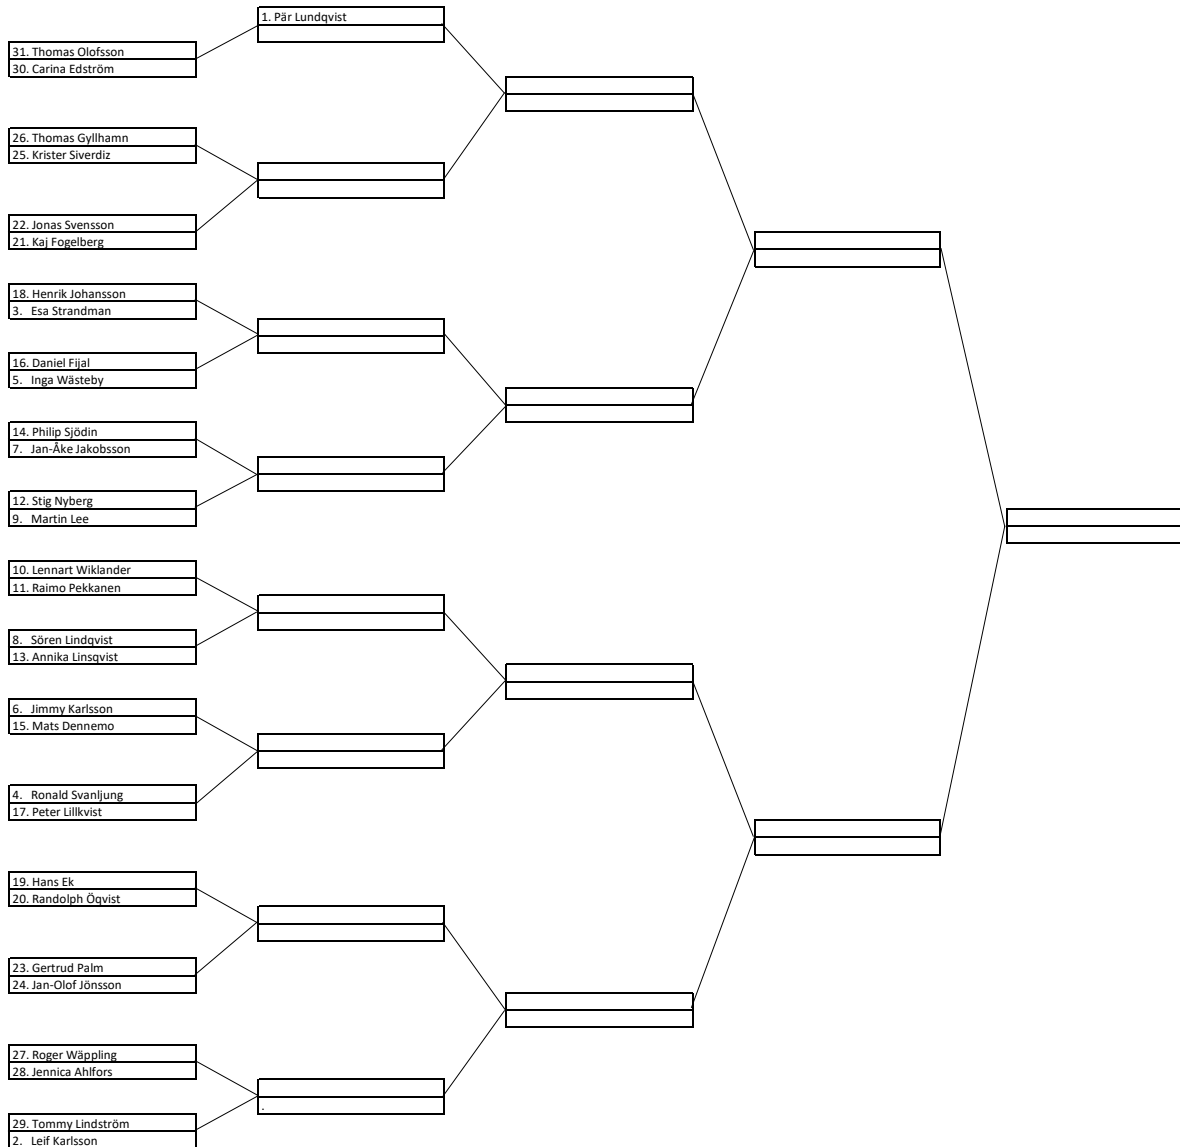 1. Pär Lundqvist
31. Thomas Olofsson
30. Carina Edström
26. Thomas Gyllhamn
25. Krister Siverdiz
22. Jonas Svensson
21. Kaj Fogelberg
18. Henrik Johansson
3. Esa Strandman
16. Daniel Fijal
5. Inga Wästeby
14. Philip Sjödin
7. Jan-Åke Jakobsson
12. Stig Nyberg
9. Martin Lee
10. Lennart Wiklander
11. Raimo Pekkanen
8. Sören Lindqvist
13. Annika Linsqvist
6. Jimmy Karlsson
15. Mats Dennemo
4. Ronald Svanljung
17. Peter Lillkvist
19. Hans Ek
20. Randolph Öqvist
23. Gertrud Palm
24. Jan-Olof Jönsson
27. Roger Wäppling
28. Jennica Ahlfors
.
29. Tommy Lindström
2. Leif Karlsson